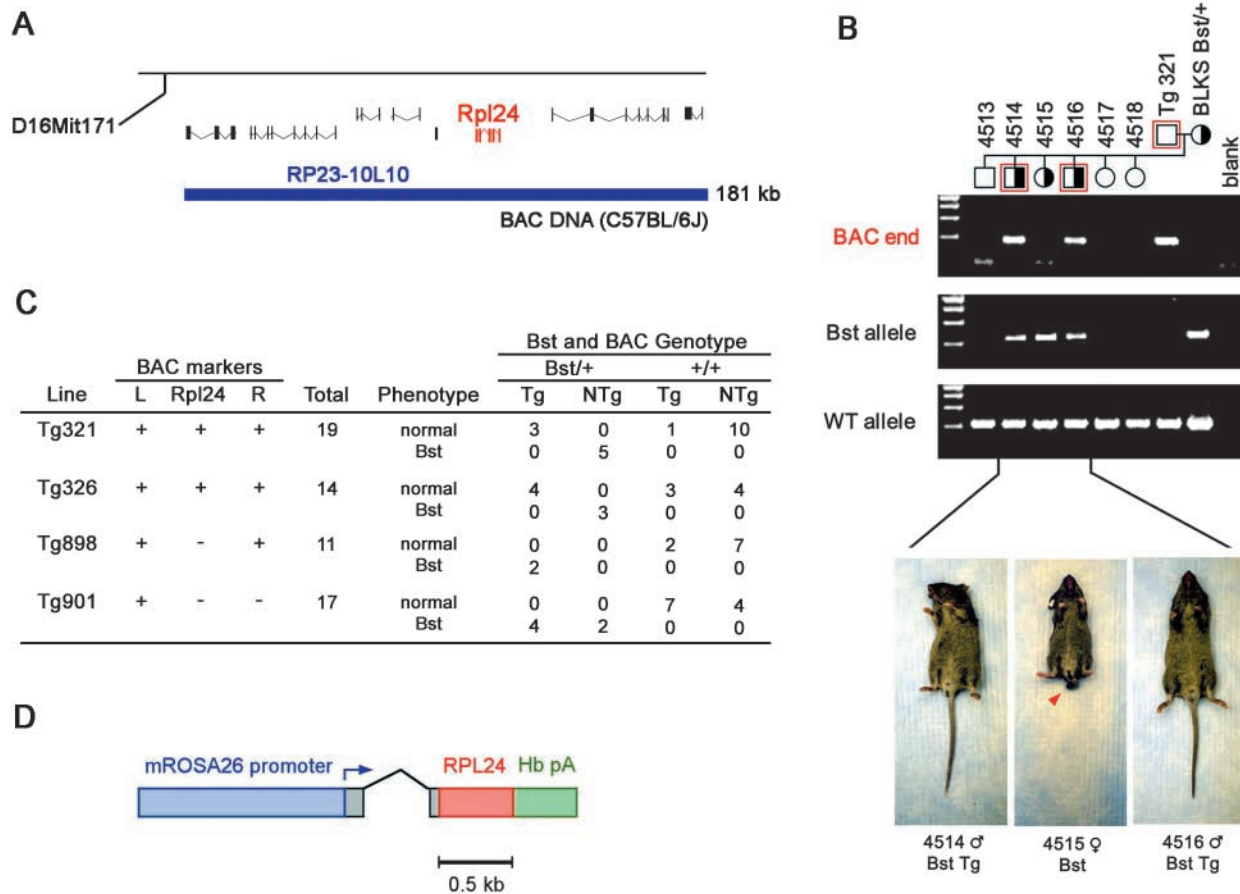 A
D16Mit171
Rpl24
RP23-10L10
181 kb
BAC DNA (C57BL/6J)
B
4513
4514
4515
4516
4517
4518
Tg 321
BLKS Bst/+
blank
BAC end
Bst allele
WT allele
4514 ♂
Bst Tg
4515 ♀
Bst
4516 ♂
Bst Tg
C
Bst and BAC Genotype
BAC markers Bst/+ +/+
Line L Rpl24 R Total Phenotype Tg NTg Tg NTg
Tg321 + + + 19 normal 3 0 1 10
Bst 0 5 0 0
Tg326 + + + 14 normal 4 0 3 4
Bst 0 3 0 0
Tg898 + - + 11 normal 0 0 2 7
Bst 2 0 0 0
Tg901 + - - 17 normal 0 0 7 4
Bst 4 2 0 0
D
mROSA26 promoter RPL24 Hb pA
0.5 kb